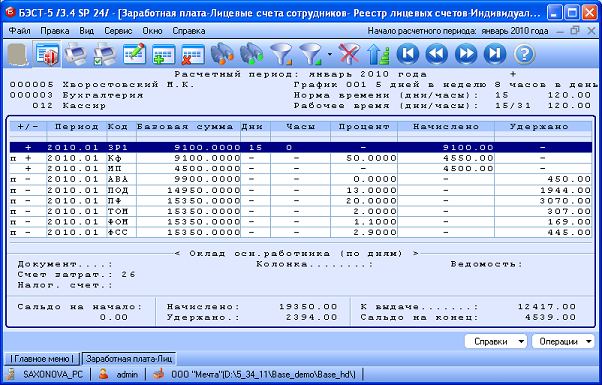 БЭСТ-5 /3.4 SP 24/ - [Заработная плата-Лицевые счета сотрудников- Реестр лицевых счетов-Индивидуал...
Файл Правка Вид Сервис Окно Справка Начало расчетного периода: январь 2010 года
Расчетный период: январь 2010 года +
000005 Хворостовский Н.К. График 001 5 дней в неделю 8 часов в день
000003 Бухгалтерия Норма времени (дни/часы): 15 120.00
012 Кассир Рабочее время (дни/часы): 15/31 120.00
+/- Период Код Базовая сумма Дни Часы Процент Начислено Удержано
+ 2010.01 ЗР1 9100.0000 15 0 - 9100.00 -
п + 2010.01 Кф 9100.0000 - - 50.0000 4550.00 -
+ 2010.01 МП 4500.0000 - - - 4500.00 -
п - 2010.01 АВА 9900.0000 - - 0.0000 - 450.00
п - 2010.01 ПОД 14950.0000 - - 13.0000 - 1944.00
п - 2010.01 ПФ 15350.0000 - - 20.0000 - 3070.00
п - 2010.01 ТОМ 15350.0000 - - 2.0000 - 307.00
п - 2010.01 ФОМ 15350.0000 - - 1.1000 - 169.00
п - 2010.01 ФСС 15350.0000 - - 2.9000 - 445.00
< Оклад осн.работника (по дням) >
Документ....: Колонка........: Ведомость:
Счет затрат.: 26
Налог. счет.:
Сальдо на начало: Начислено: 19350.00 К выдаче.......: 12417.00
0.00 Удержано.: 2394.00 Сальдо на конец: 4539.00
Справки Операции
Главное меню Заработная плата-Лиц
SAXONOVA_PC admin ООО "Мечта"(D:\5_34_11\Base_demo\Base_hd\)